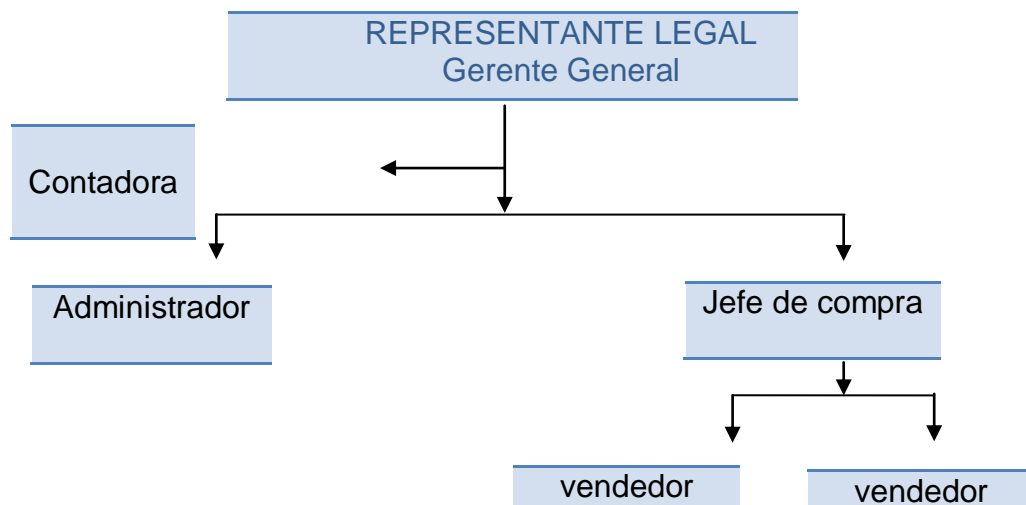 REPRESENTANTE LEGAL
Gerente General
Contadora
Administrador
Jefe de compra
vendedor
vendedor